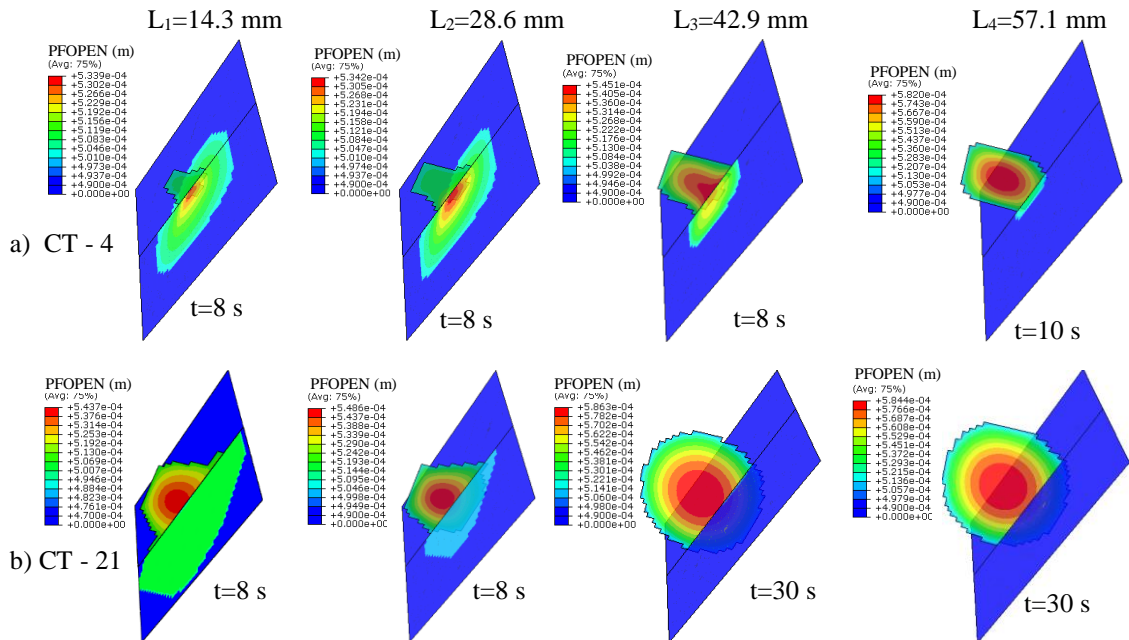 L₁=14.3 mm
L₂=28.6 mm
L₃=42.9 mm
L₄=57.1 mm
PFOPEN (m)
(Avg: 75%)
+5.339e-04
+5.302e-04
+5.266e-04
+5.229e-04
+5.192e-04
+5.156e-04
+5.119e-04
+5.083e-04
+5.046e-04
+5.010e-04
+4.973e-04
+4.937e-04
+4.900e-04
+0.000e+00
PFOPEN (m)
(Avg: 75%)
+5.342e-04
+5.305e-04
+5.268e-04
+5.231e-04
+5.194e-04
+5.158e-04
+5.121e-04
+5.084e-04
+5.047e-04
+5.010e-04
+4.974e-04
+4.937e-04
+4.900e-04
+0.000e+00
PFOPEN (m)
(Avg: 75%)
+5.451e-04
+5.405e-04
+5.360e-04
+5.314e-04
+5.268e-04
+5.222e-04
+5.176e-04
+5.130e-04
+5.084e-04
+5.038e-04
+4.992e-04
+4.946e-04
+4.900e-04
+0.000e+00
PFOPEN (m)
(Avg: 75%)
+5.820e-04
+5.743e-04
+5.667e-04
+5.590e-04
+5.513e-04
+5.437e-04
+5.360e-04
+5.283e-04
+5.207e-04
+5.130e-04
+5.053e-04
+4.977e-04
+4.900e-04
+0.000e+00
a) CT - 4
t=8 s
t=8 s
t=8 s
t=10 s
PFOPEN (m)
(Avg: 75%)
+5.437e-04
+5.376e-04
+5.314e-04
+5.253e-04
+5.192e-04
+5.130e-04
+5.069e-04
+5.007e-04
+4.946e-04
+4.884e-04
+4.823e-04
+4.761e-04
+4.700e-04
+0.000e+00
PFOPEN (m)
(Avg: 75%)
+5.486e-04
+5.437e-04
+5.388e-04
+5.339e-04
+5.290e-04
+5.242e-04
+5.193e-04
+5.144e-04
+5.095e-04
+5.046e-04
+4.998e-04
+4.949e-04
+4.900e-04
+0.000e+00
PFOPEN (m)
(Avg: 75%)
+5.863e-04
+5.782e-04
+5.702e-04
+5.622e-04
+5.542e-04
+5.462e-04
+5.381e-04
+5.301e-04
+5.221e-04
+5.141e-04
+5.060e-04
+4.980e-04
+4.900e-04
+0.000e+00
PFOPEN (m)
(Avg: 75%)
+5.844e-04
+5.766e-04
+5.687e-04
+5.608e-04
+5.529e-04
+5.451e-04
+5.372e-04
+5.293e-04
+5.215e-04
+5.136e-04
+5.057e-04
+4.979e-04
+4.900e-04
+0.000e+00
b) CT - 21
t=8 s
t=8 s
t=30 s
t=30 s